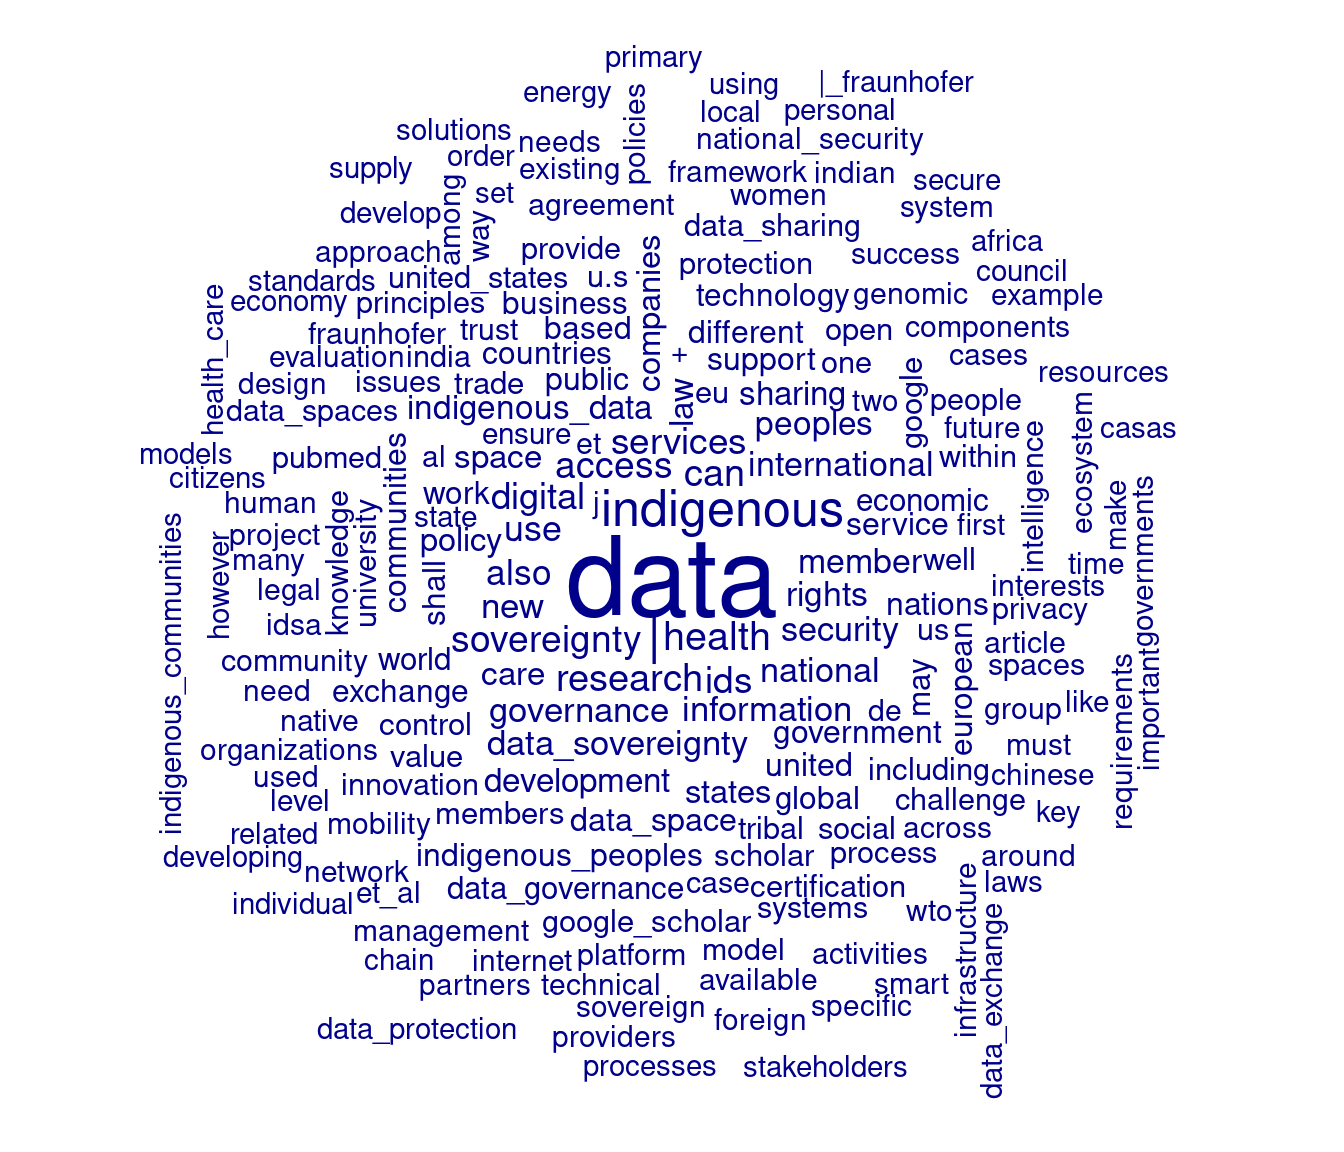 primary
energy using |_fraunhofer
policies local personal
solutions needs national_security
supply order existing framework indian secure
among set women
develop way agreement data_sharing system
approach provide companies protection success africa
standards united_states u.s council
health_care economy principles business technology genomic example
fraunhofer trust based different open components
evaluation india countries + support one cases
design issues trade public law eu sharing google resources
data_spaces indigenous_data two people
ensure et services peoples future ecosystem casas
models pubmed communities al space access can international within intelligence
citizens
human knowledge university work digital j indigenous economic make governments
state service first
indigenous_communities however project policy use
many data member well time
legal shall also rights nations interests
idsa new privacy
sovereignty | health security us european article
community world spaces
need exchange care research ids national may requirements important
native control governance information de group like
organizations value data_sovereignty government must
used innovation development united including chinese
level states global challenge key
related mobility members data_space tribal social across
developing network indigenous_peoples scholar process around
individual et_al data_governance case certification infrastructure laws
management google_scholar systems wto data_exchange
chain internet platform model activities
partners technical available smart
sovereign specific
data_protection providers foreign
processes stakeholders